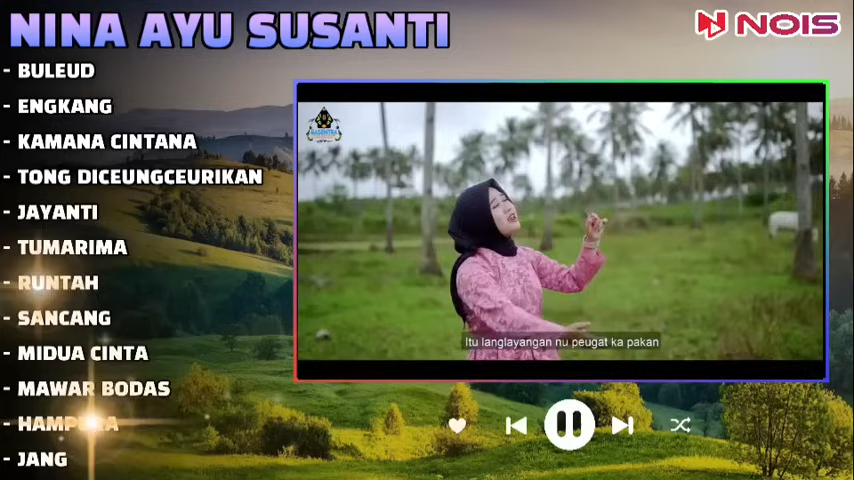 NINA AYU SUSANTI
NOIS
- BULEUD
- ENGKANG
- KAMANA CINTANA
- TONG DICEUNGCEURIKAN
- JAYANTI
- TUMARIMA
- RUNTAH
- SANCANG
- MIDUA CINTA
- MAWAR BODAS
- HAMPURA
- JANG
Itu langlayangan nu peugat ka pakan